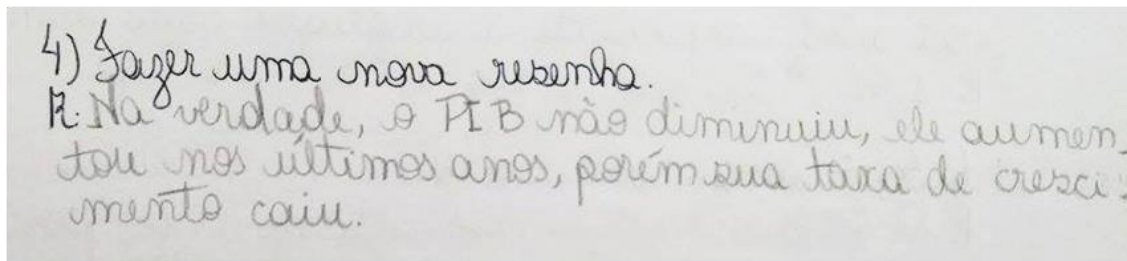 4) Fazer uma nova resenha.
R: Na verdade, o PIB não diminuiu, ele aumen-
tou nos últimos anos, porém sua taxa de cresci-
mento caiu.